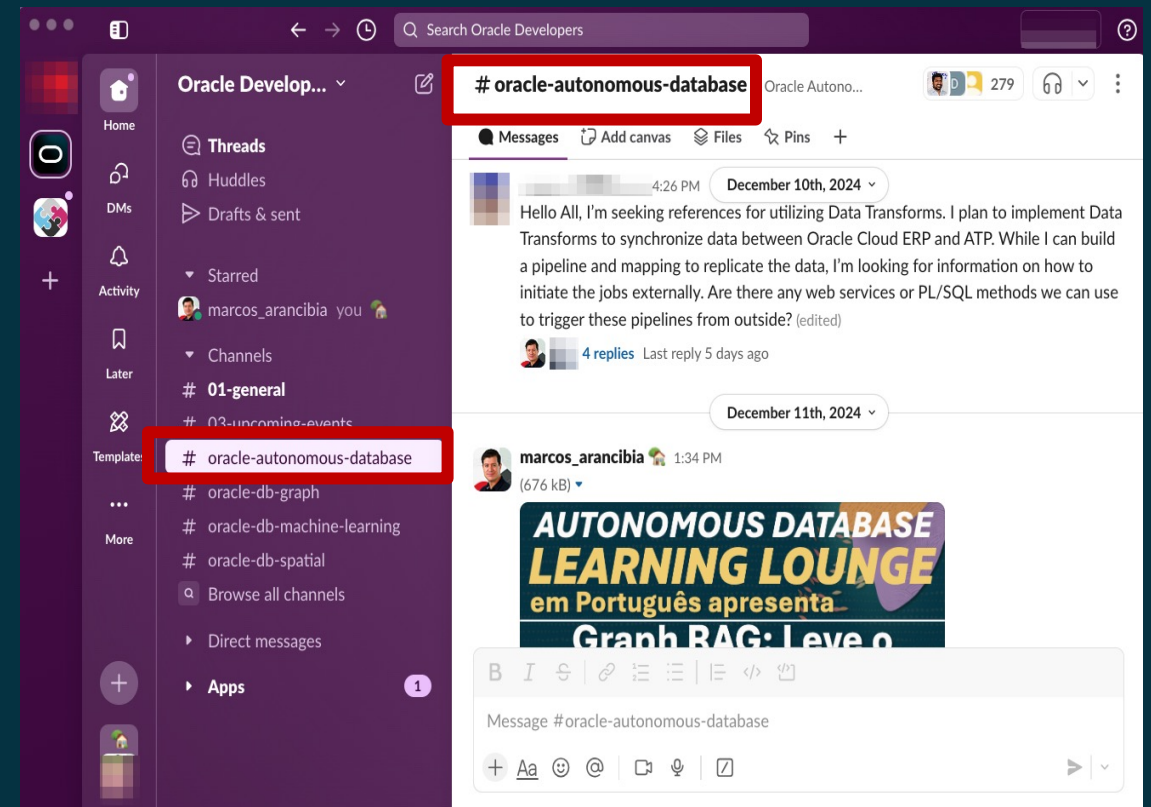 Search Oracle Developers
Home
DMs
Activity
Later
Templates
More
Oracle Develop...
Threads
Huddles
Drafts & sent
Starred
marcos_arancibia you
Channels
# 01-general
# 03-upcoming-events
# oracle-autonomous-database
# oracle-db-graph
# oracle-db-machine-learning
# oracle-db-spatial
Browse all channels
Direct messages
Apps 1
# oracle-autonomous-database Oracle Autono... D 279
Messages Add canvas Files Pins +
4:26 PM December 10th, 2024
Hello All, I'm seeking references for utilizing Data Transforms. I plan to implement Data
Transforms to synchronize data between Oracle Cloud ERP and ATP. While I can build
a pipeline and mapping to replicate the data, I'm looking for information on how to
initiate the jobs externally. Are there any web services or PL/SQL methods we can use
to trigger these pipelines from outside? (edited)
4 replies Last reply 5 days ago
December 11th, 2024
marcos_arancibia 1:34 PM
(676 kB)
AUTONOMOUS DATABASE
LEARNING LOUNGE
em Português apresenta
Graph RAG: Leve o
B I S
Message #oracle-autonomous-database
+ Aa @